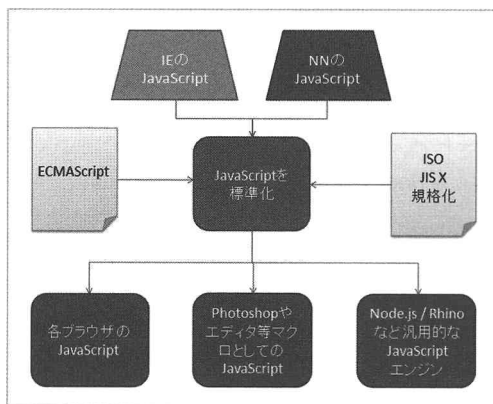 IEの
JavaScript
NNの
JavaScript
ECMAScript
JavaScriptを
標準化
ISO
JIS X
規格化
各ブラウザの
JavaScript
Photoshopや
エディタ等マク
ロとしての
JavaScript
Node.js / Rhino
など汎用的な
JavaScript
エンジン